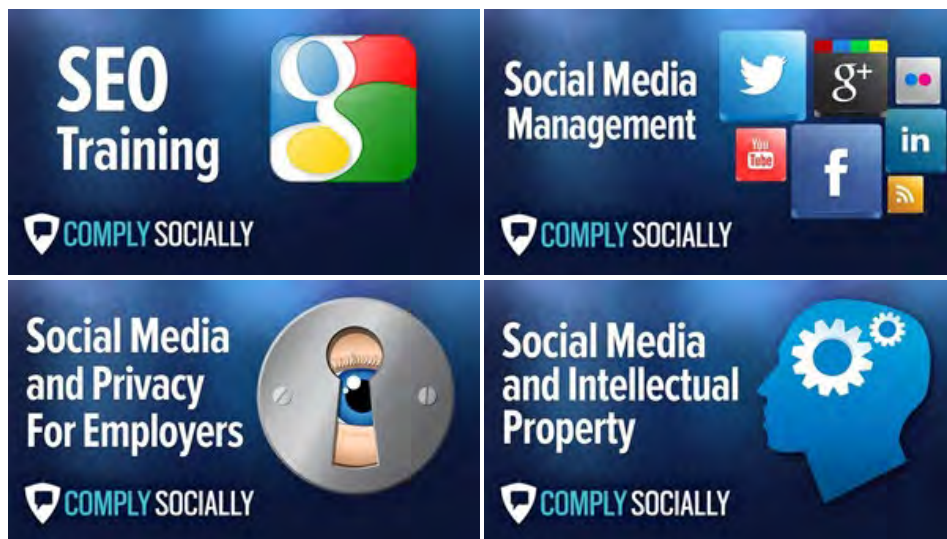 SEO
Training
g
COMPLY SOCIALLY
Social Media
Management
g+
You
Tube
f
in
COMPLY SOCIALLY
Social Media
and Privacy
For Employers
COMPLY SOCIALLY
Social Media
and Intellectual
Property
COMPLY SOCIALLY